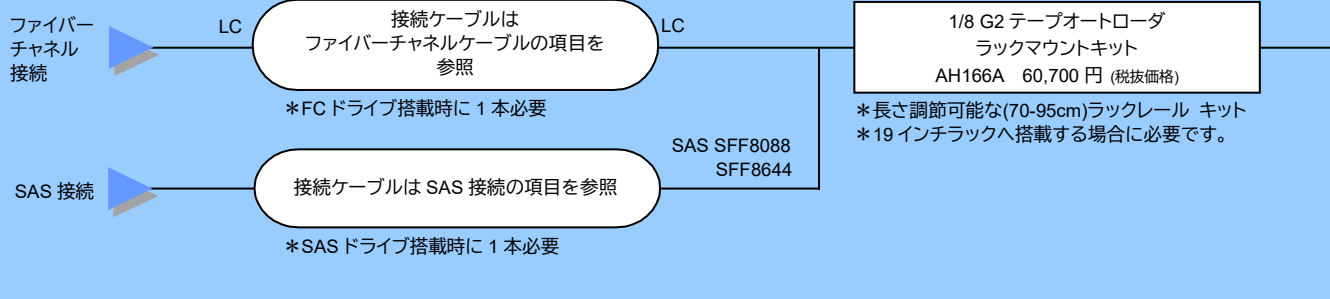 ファイバー
チャネル
接続
LC
接続ケーブルは
ファイバーチャネルケーブルの項目を
参照
LC
＊FC ドライブ搭載時に 1 本必要
1/8 G2 テープオートローダ
ラックマウントキット
AH166A 60,700 円 (税抜価格)
＊長さ調節可能な(70-95cm)ラックレール キット
＊19 インチラックへ搭載する場合に必要です。
SAS 接続
接続ケーブルは SAS 接続の項目を参照
SAS SFF8088
SFF8644
＊SAS ドライブ搭載時に 1 本必要